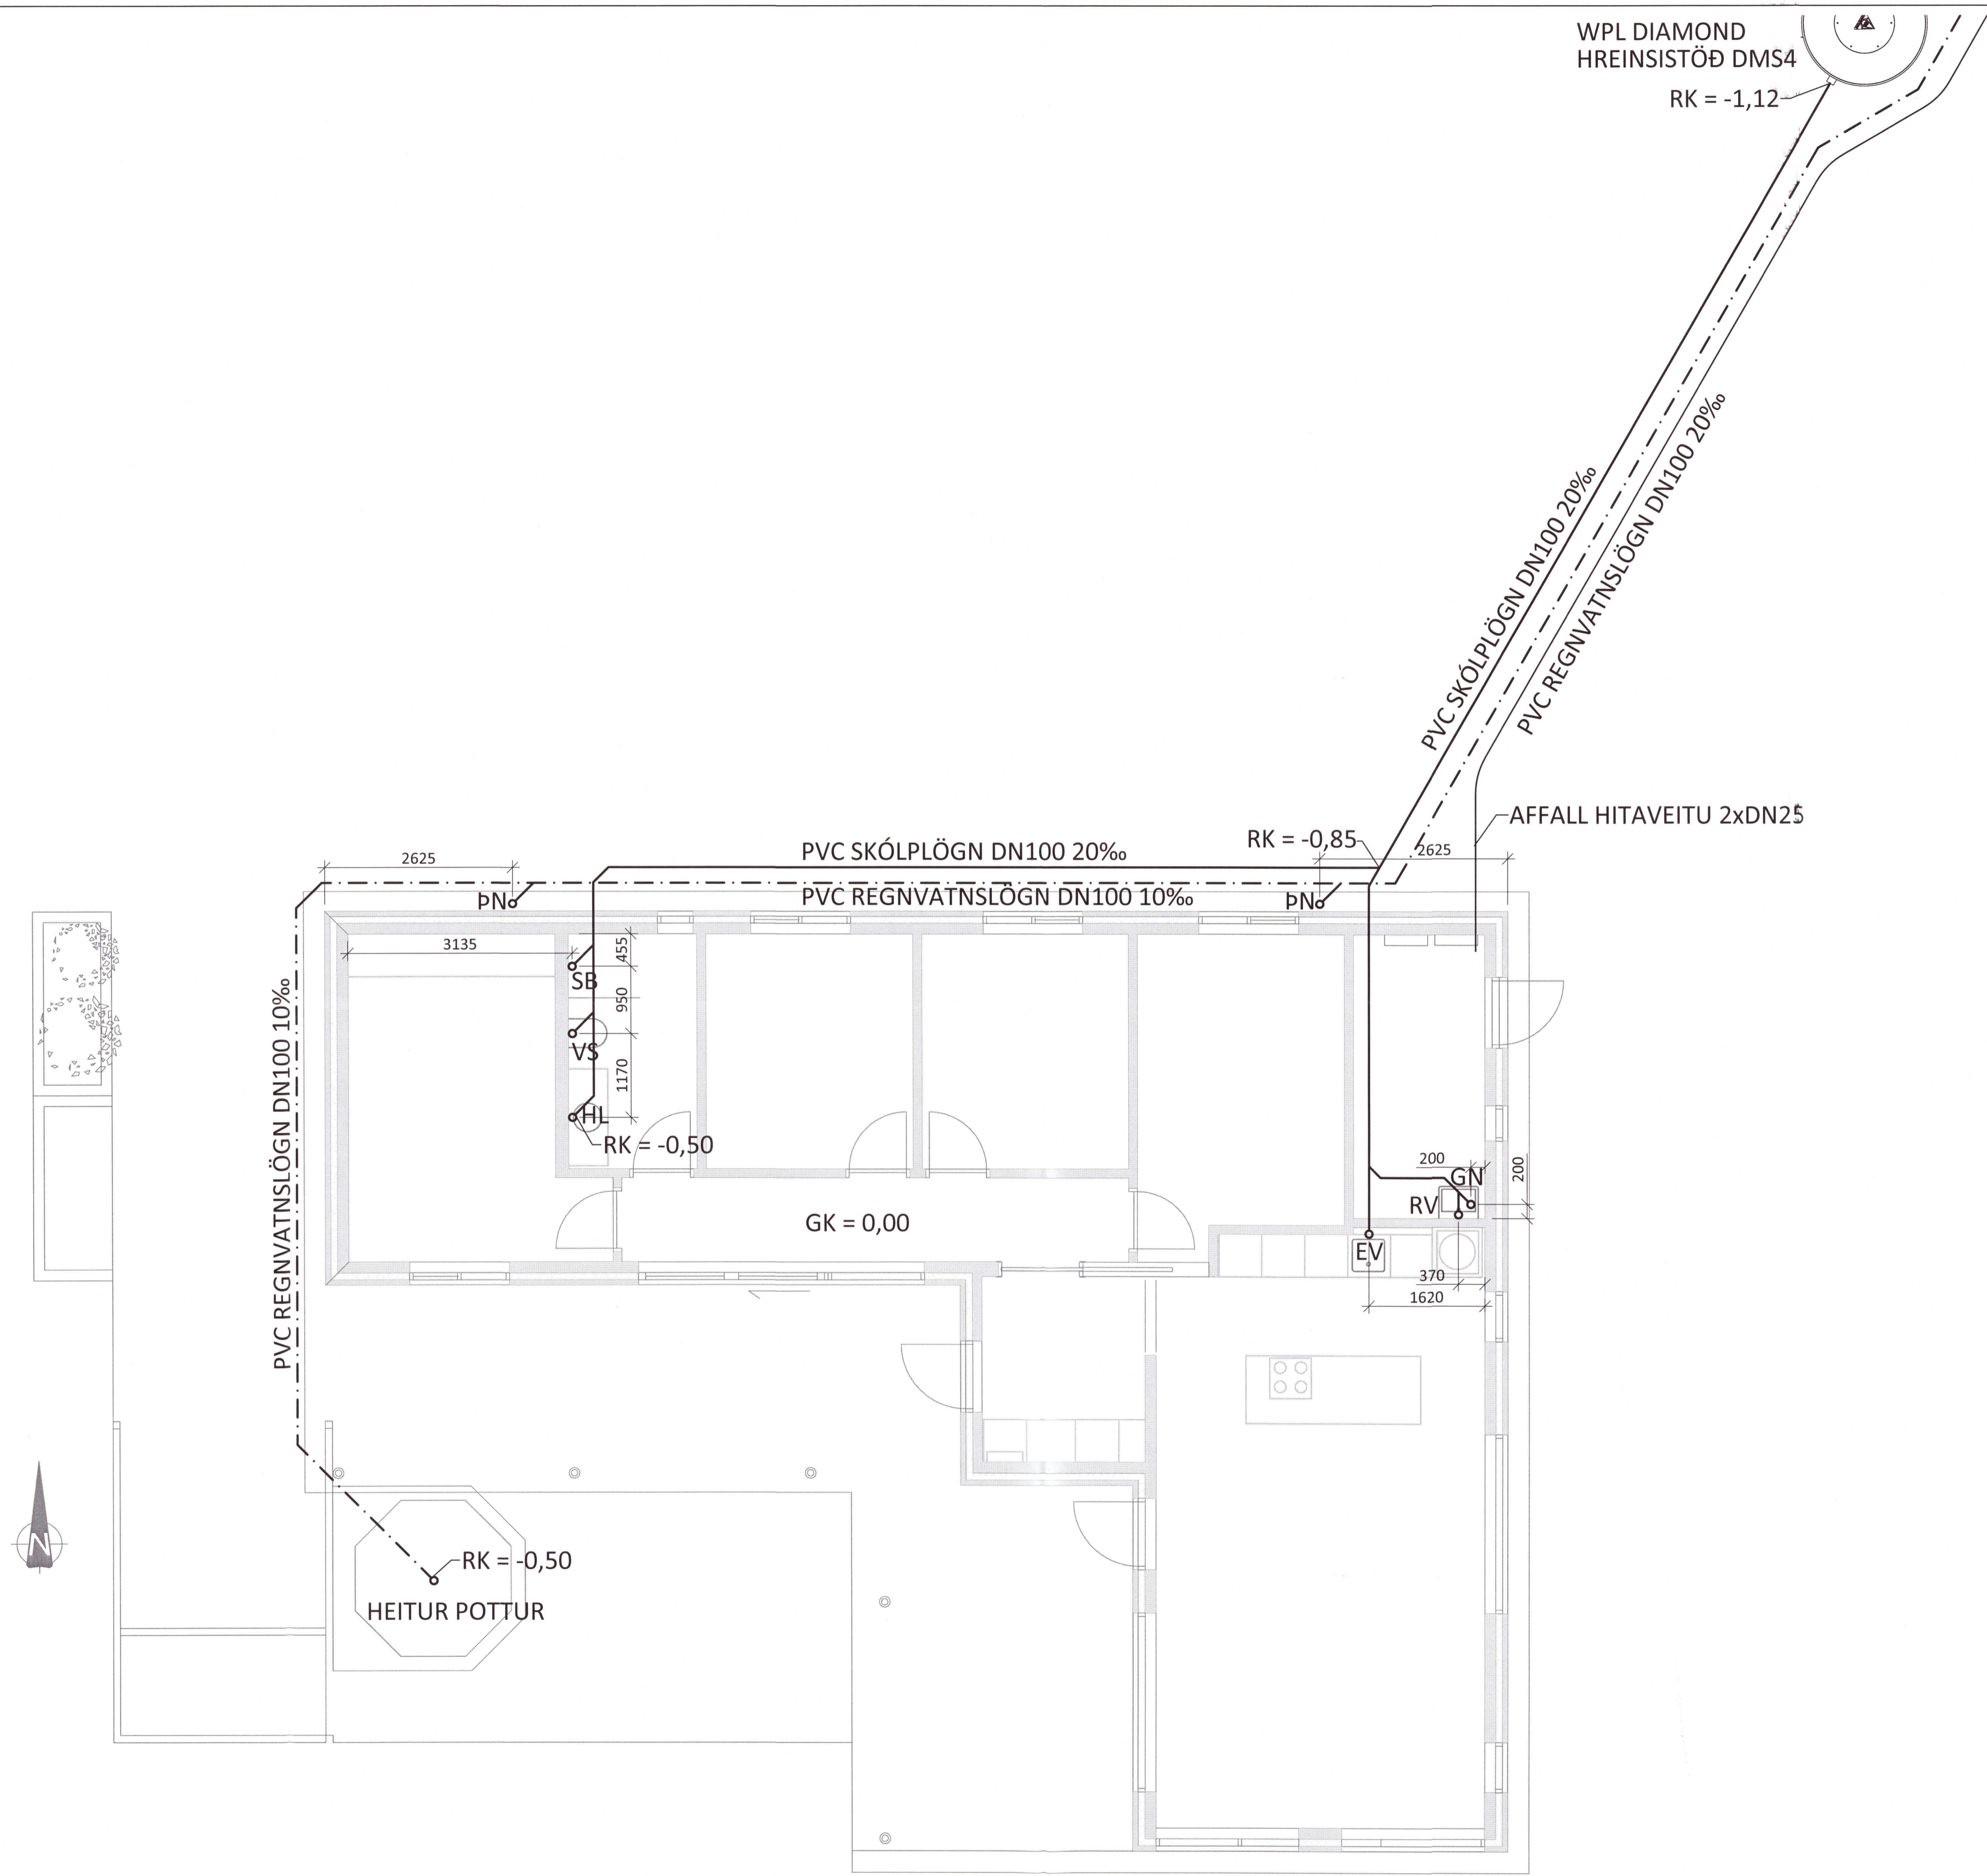 WPL DIAMOND
HREINSISTÖÐ DMS4
RK = -1,12
PVC SKÓLPLÖGN DN100 20‰
PVC REGNVATNSLÖGN DN100 20‰
AFFALL HITAVEITU 2xDN25
RK = -0,85
2625
2625
PVC SKÓLPLÖGN DN100 20‰
PVC REGNVATNSLÖGN DN100 10‰
ÞN
ÞN
3135
455
SB
950
VS
1170
HL
RK = -0,50
PVC REGNVATNSLÖGN DN100 10‰
GK = 0,00
200
GN
200
RV
EV
370
1620
N
RK = -0,50
HEITUR POTTUR